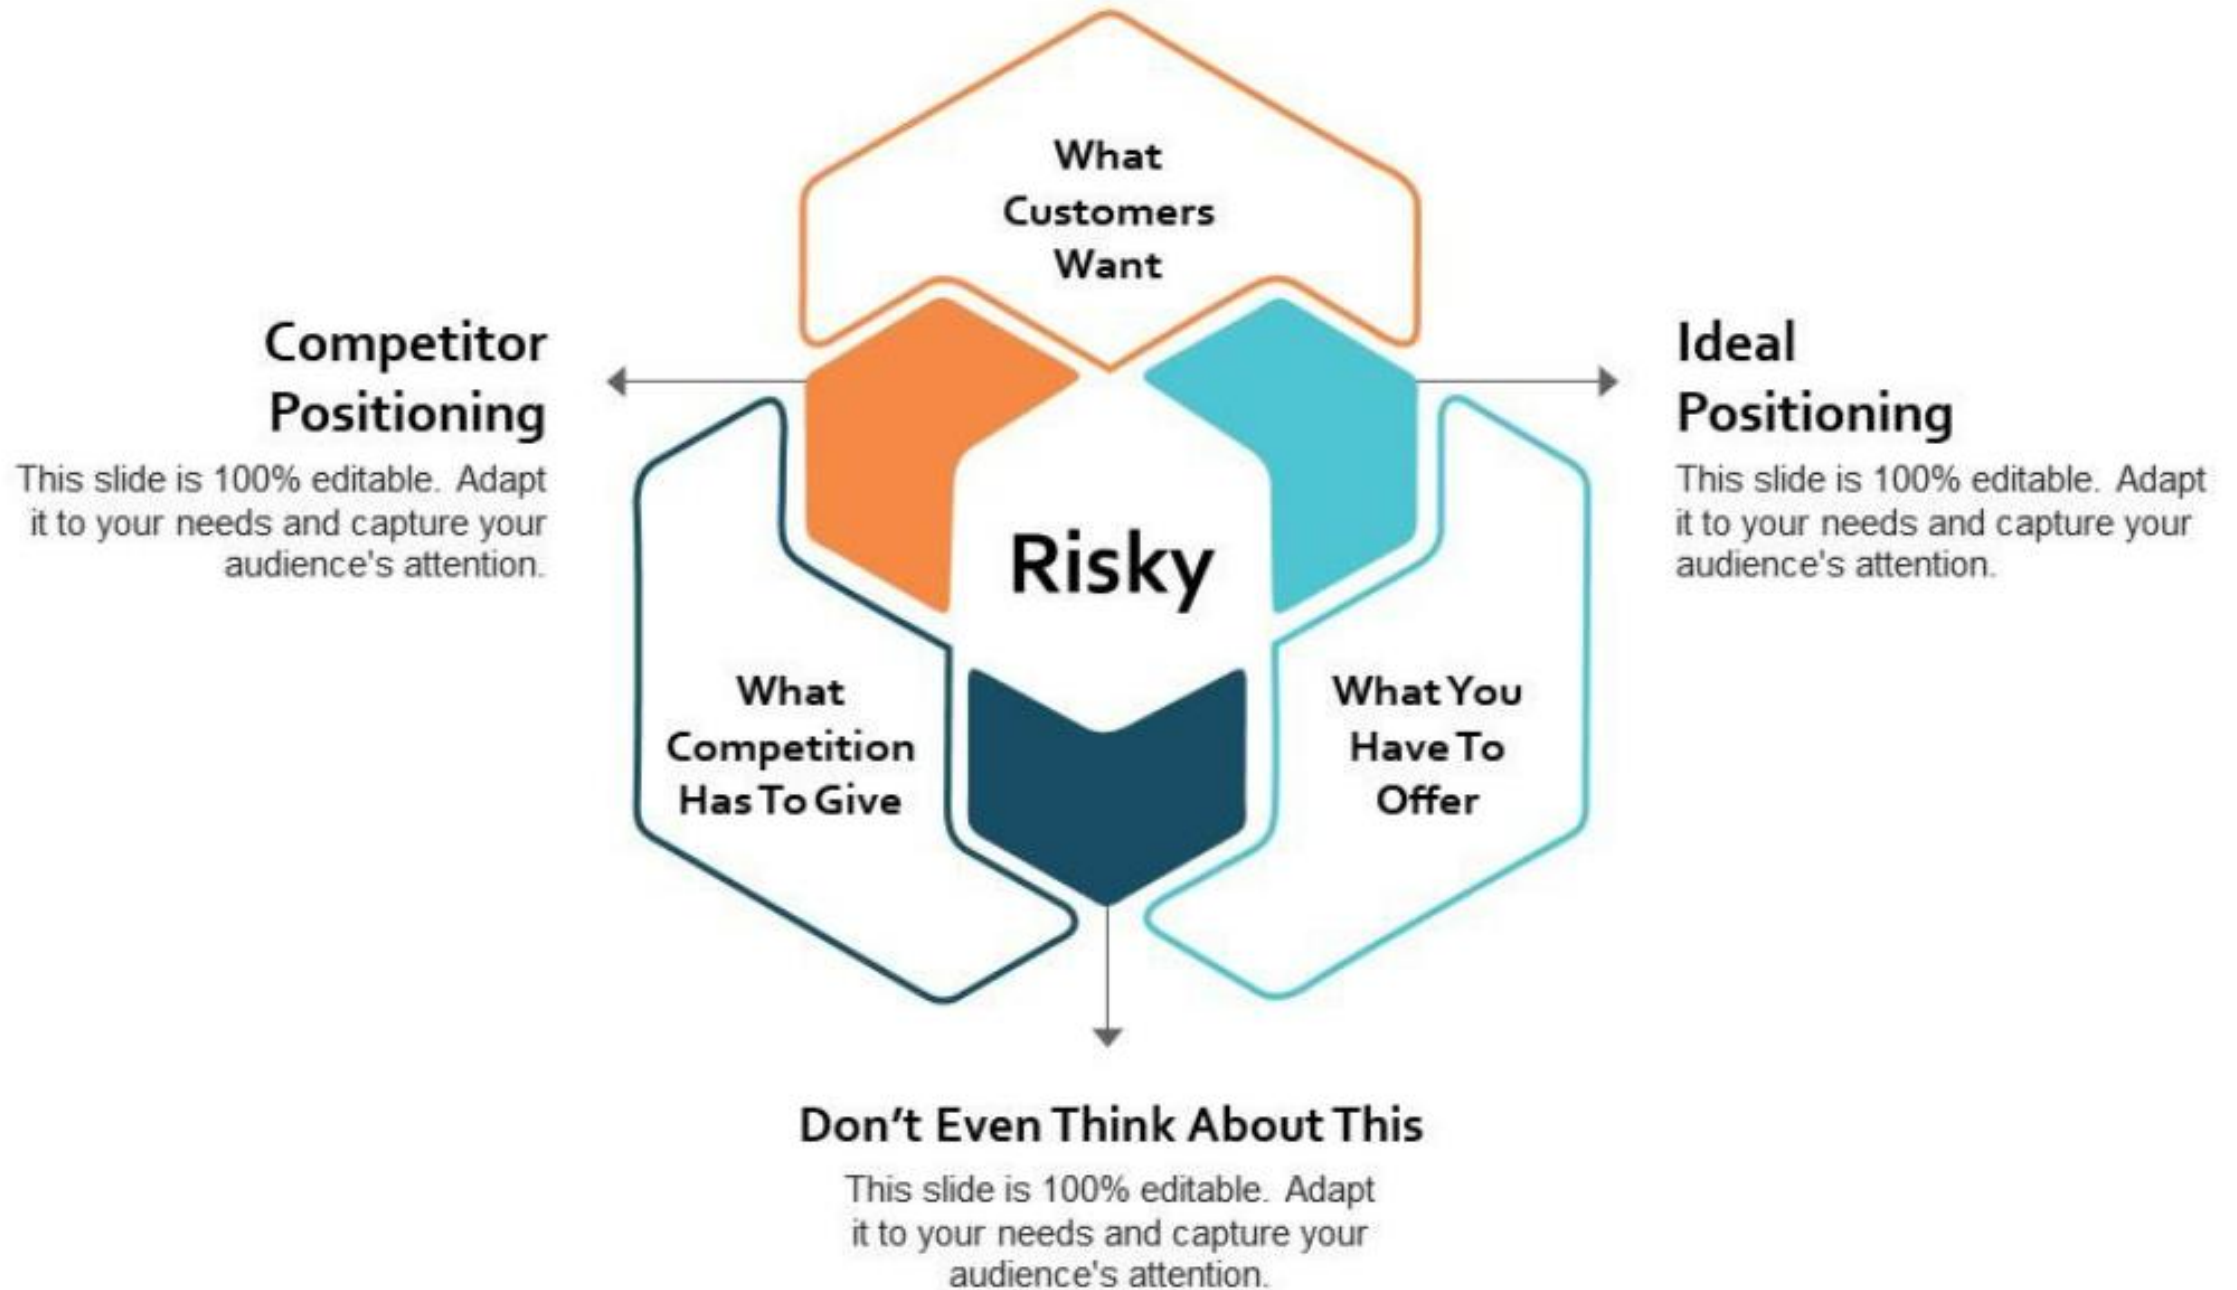 What
Customers
Want
Competitor
Positioning
This slide is 100% editable. Adapt
it to your needs and capture your
audience's attention.
Ideal
Positioning
This slide is 100% editable. Adapt
it to your needs and capture your
audience's attention.
Risky
What
Competition
Has To Give
What You
Have To
Offer
Don't Even Think About This
This slide is 100% editable. Adapt
it to your needs and capture your
audience's attention.